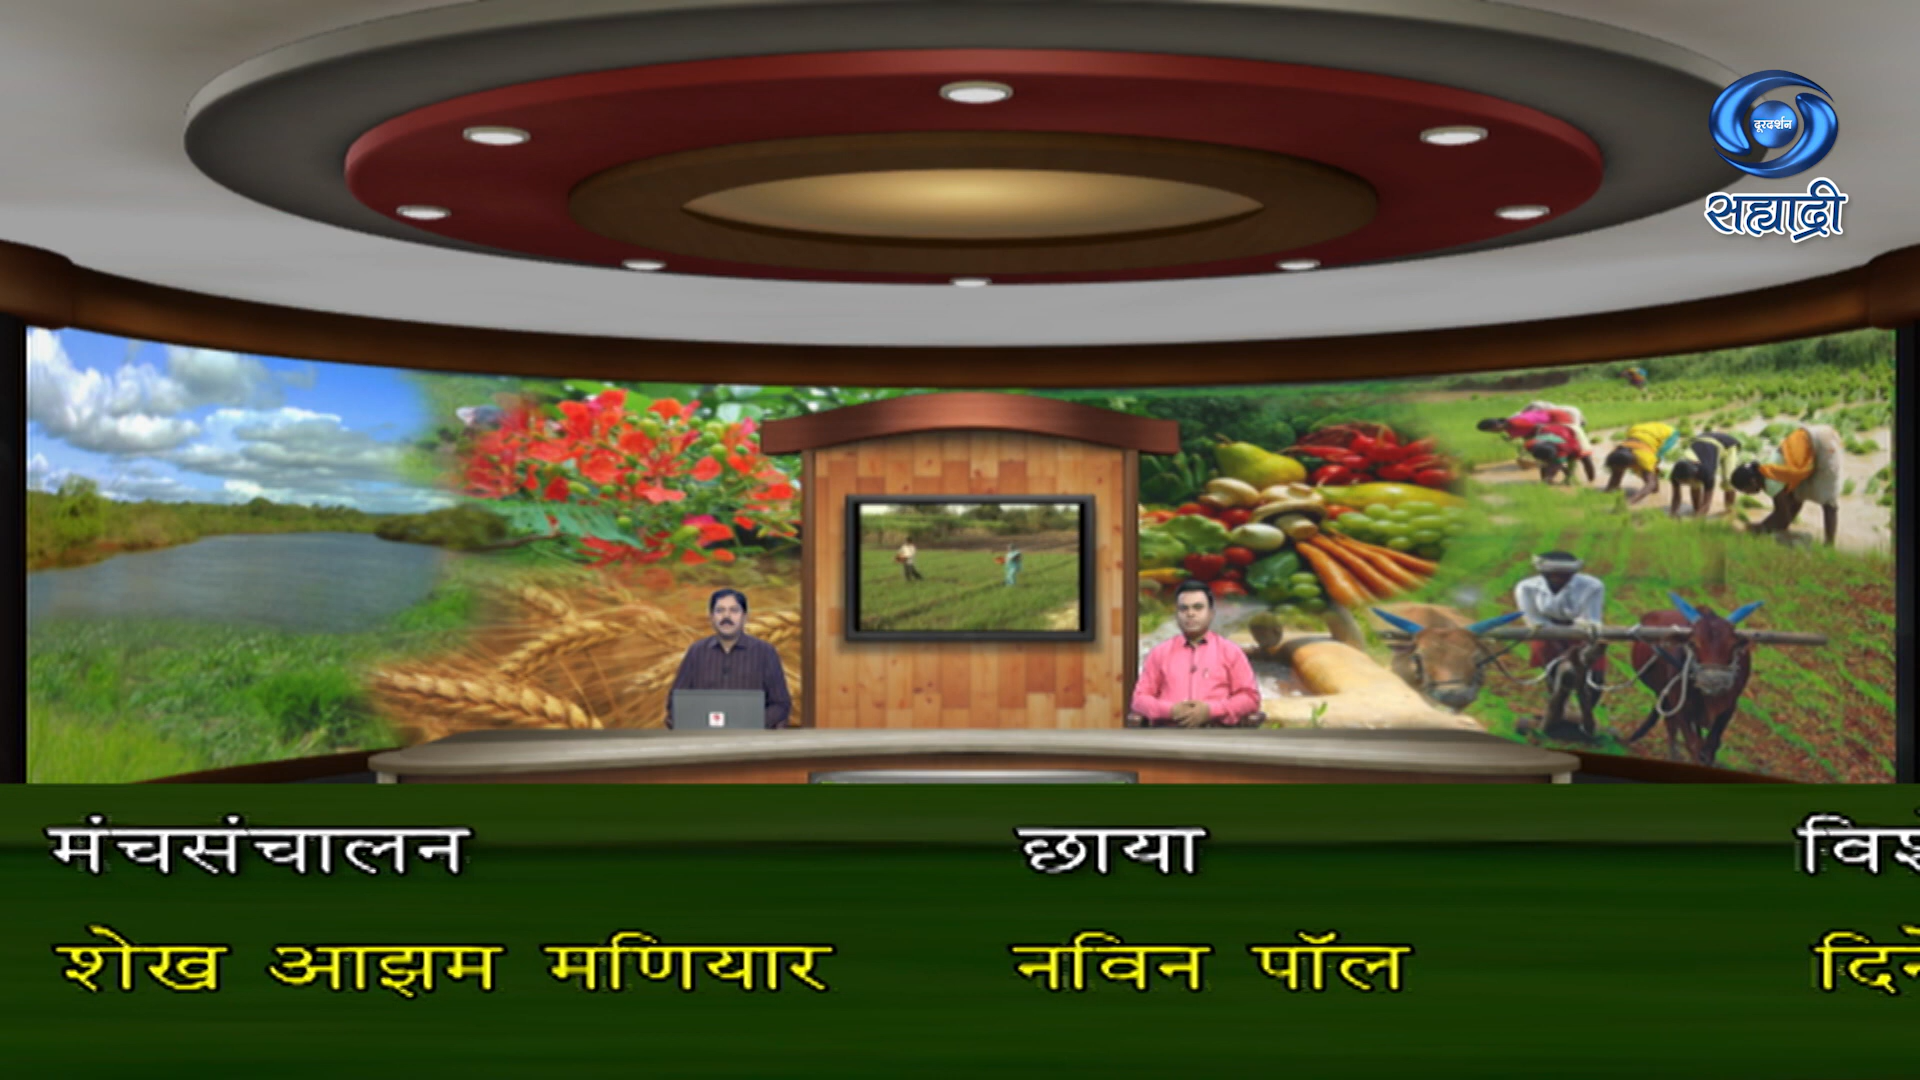 दूरदर्शन
सह्याद्री
मंचसंचालन छाया
शेख आझम मणियार नविन पॉल